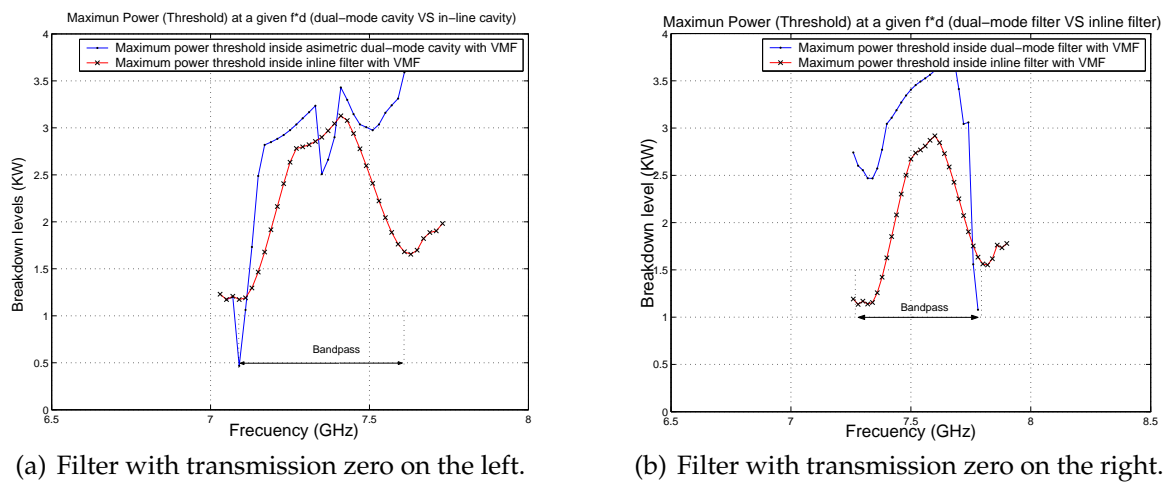 Maximun Power (Threshold) at a given f*d (dual-mode cavity VS in-line cavity)
4
3.5
3
2.5
2
1.5
1
0.5
0
Breakdown levels (KW)
Maximum power threshold inside asimetric dual-mode cavity with VMF
Maximum power threshold inside inline filter with VMF
Bandpass
6.5
7
7.5
8
Frecuency (GHz)
(a) Filter with transmission zero on the left.
Maximun Power (Threshold) at a given f*d (dual-mode filter VS inline filter)
4
3.5
3
2.5
2
1.5
1
0.5
0
Breakdown level (KW)
Maximum power threshold inside dual-mode filter with VMF
Maximum power threshold inside inline filter with VMF
Bandpass
6.5
7
7.5
8
8.5
Frecuency (GHz)
(b) Filter with transmission zero on the right.